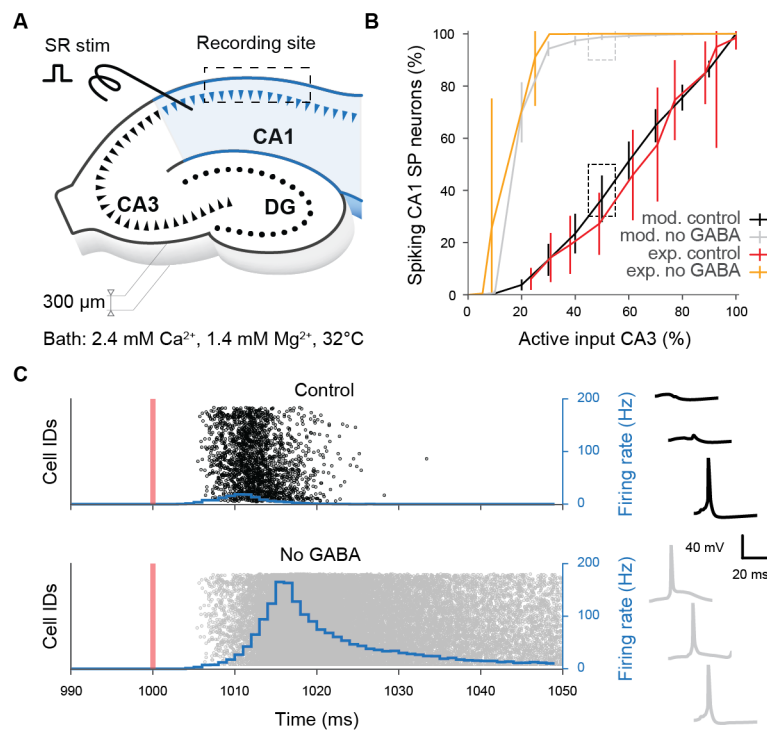 A
SR stim
Recording site
CA1
CA3
DG
300 µm
Bath: 2.4 mM Ca²⁺, 1.4 mM Mg²⁺, 32°C
B
Spiking CA1 SP neurons (%)
100
80
60
40
20
0
0 20 40 60 80 100
Active input CA3 (%)
mod. control
mod. no GABA
exp. control
exp. no GABA
C
Control
Cell IDs
200
100
0
Firing rate (Hz)
No GABA
Cell IDs
200
100
0
Firing rate (Hz)
990 1000 1010 1020 1030 1040 1050
Time (ms)
40 mV
20 ms